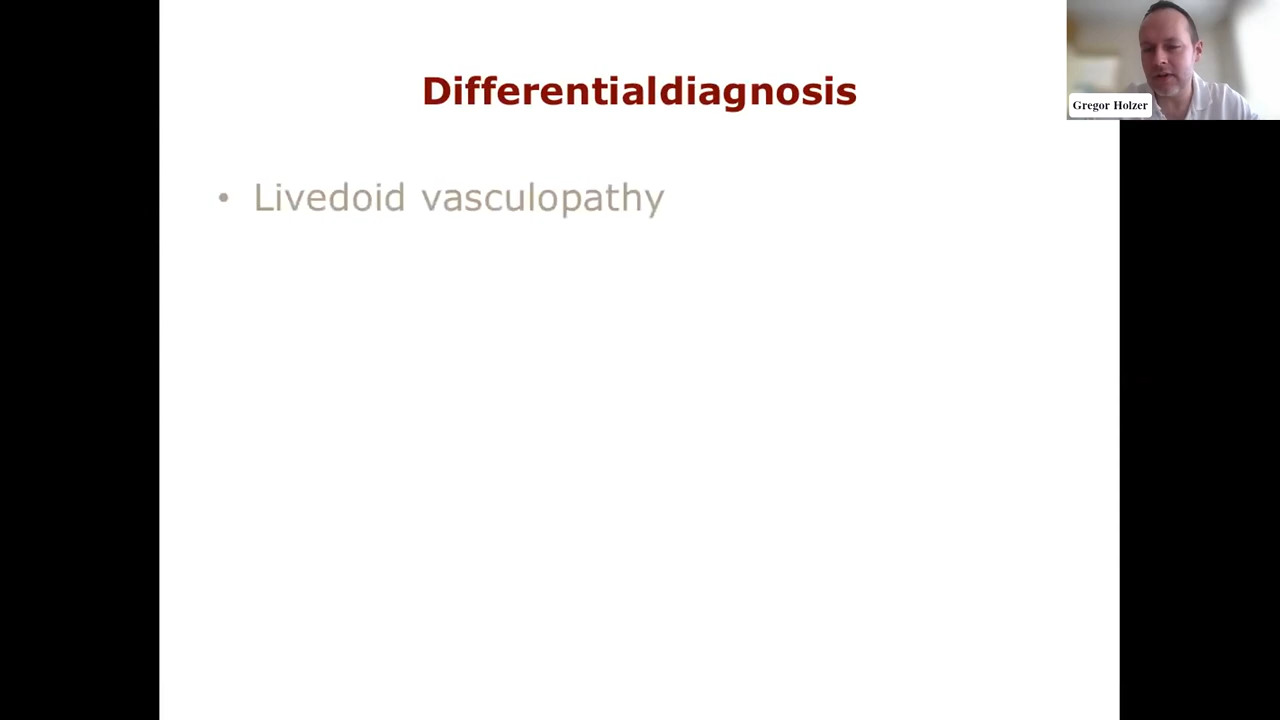 Differentialdiagnosis
Gregor Holzer
• Livedoid vasculopathy